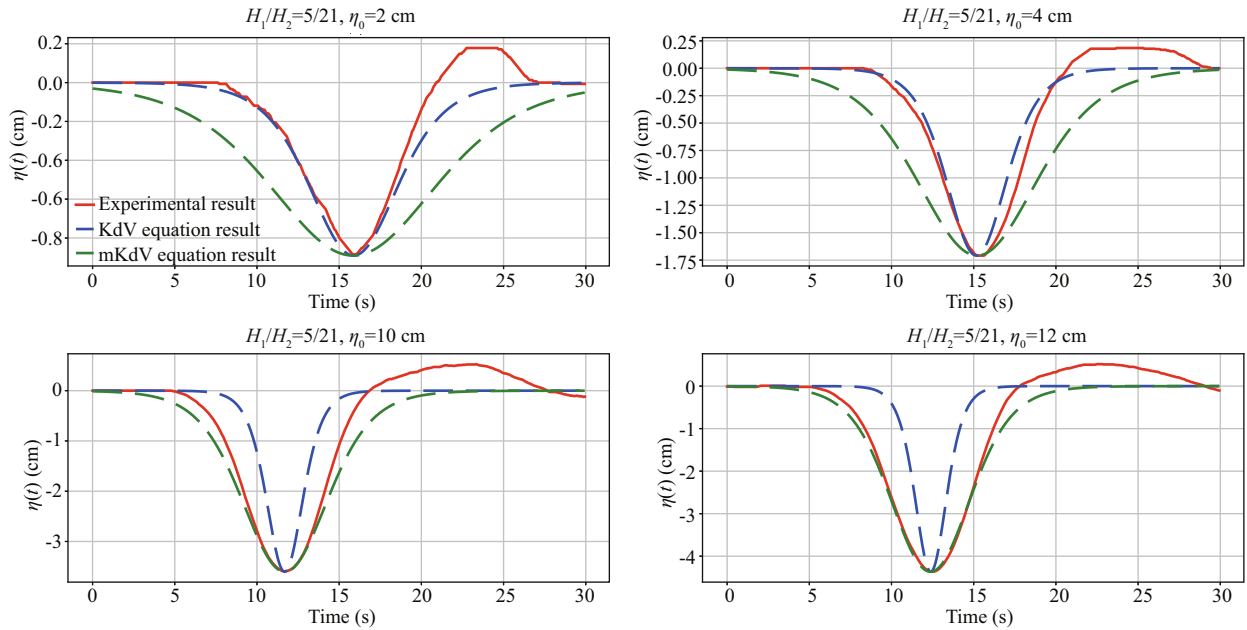 H₁/H₂=5/21, η₀=2 cm
0.2
0.0
-0.2
-0.6
-0.6
-0.8
η(t) (cm)
Experimental result
KdV equation result
mKdV equation result
0 5 10 15 20 25 30
Time (s)
H₁/H₂=5/21, η₀=4 cm
0.25
0.00
-0.25
-0.50
-0.75
-1.00
-1.25
-1.50
-1.75
η(t) (cm)
0 5 10 15 20 25 30
Time (s)
H₁/H₂=5/21, η₀=10 cm
0
-1
-2
-3
η(t) (cm)
0 5 10 15 20 25 30
Time (s)
H₁/H₂=5/21, η₀=12 cm
0
-1
-2
-3
-4
η(t) (cm)
0 5 10 15 20 25 30
Time (s)